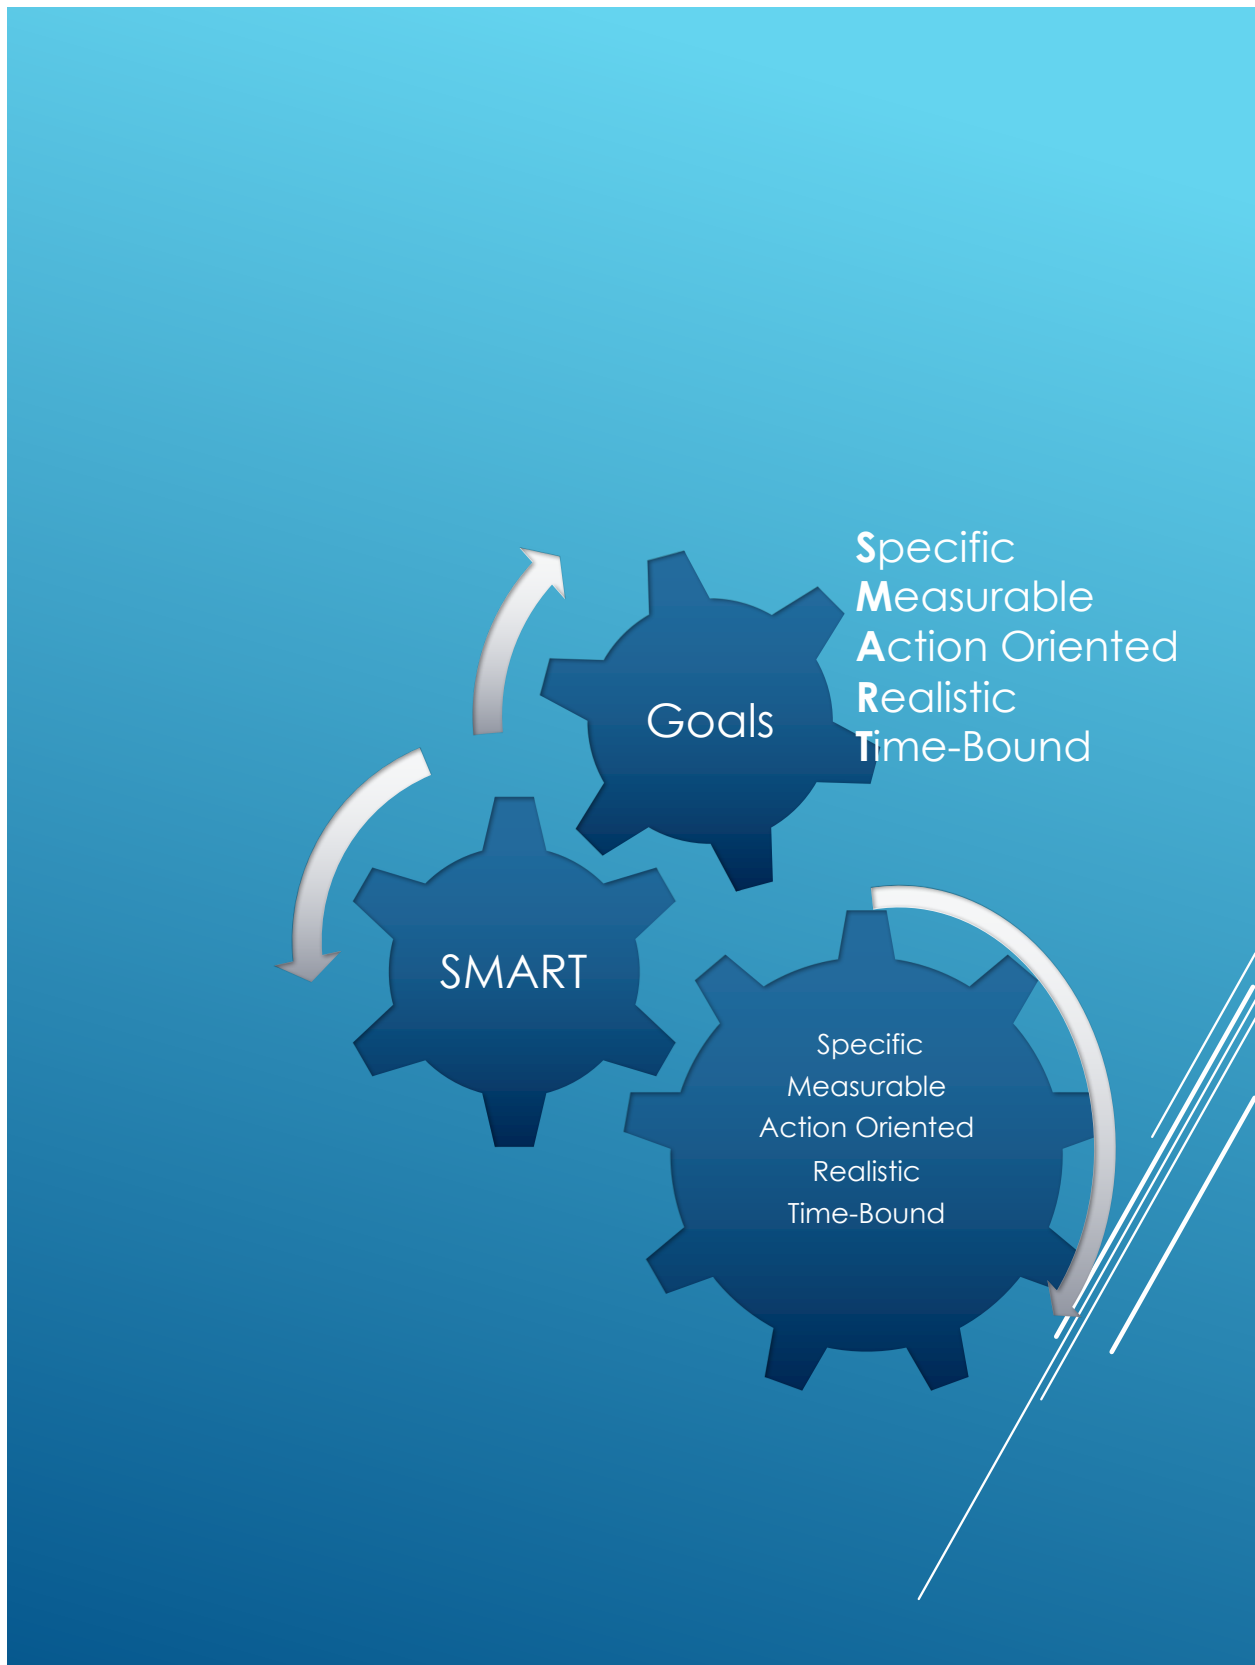 Specific
Measurable
Action Oriented
Realistic
Time-Bound
Goals
SMART
Specific
Measurable
Action Oriented
Realistic
Time-Bound